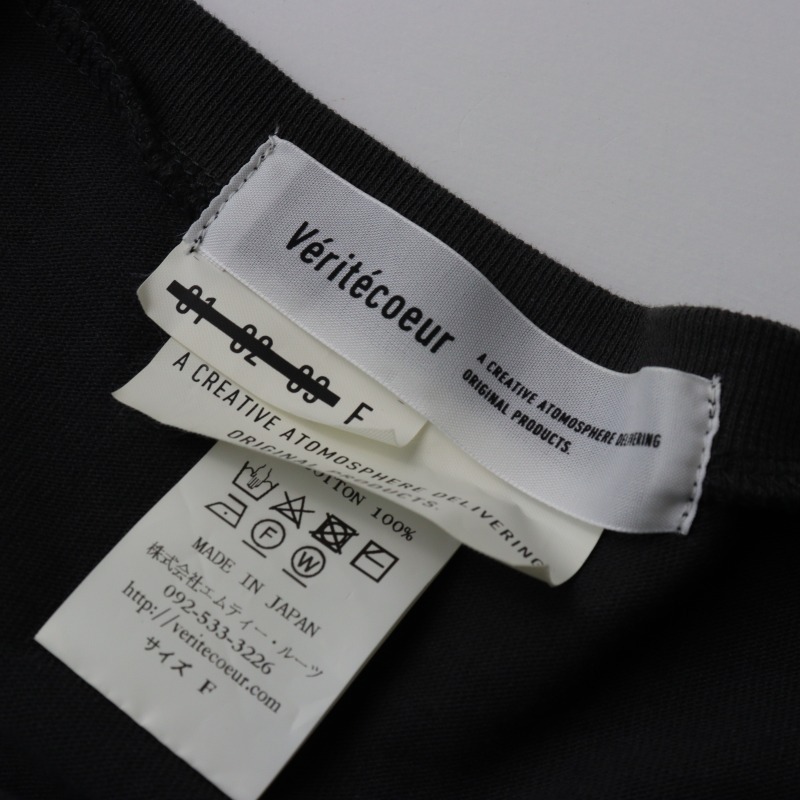 Véritécoeur
A CREATIVE ATOMOSPHERE DELIVERING
ORIGINAL PRODUCTS.
01 02 03 F
A CREATIVE ATOMOSPHERE DELIVERING
ORIGINAL PRODUCTS.
100%
F W
MADE IN JAPAN
株式会社エムティー・ルーツ
092-533-3226
http://veritecoeur.com
サイズ F